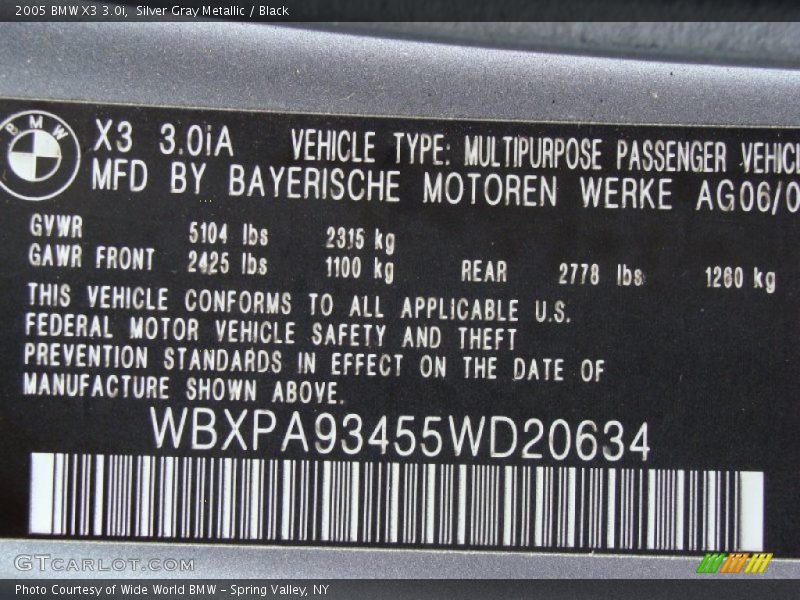 2005 BMW X3 3.0i,  Silver Gray Metallic / Black
BMW
X3 3.0iA VEHICLE TYPE: MULTIPURPOSE PASSENGER VEHICL
MFD BY BAYERISCHE MOTOREN WERKE AG06/0
GVWR 5104 lbs 2315 kg
GAWR FRONT 2425 lbs 1100 kg REAR 2778 lbs 1260 kg
THIS VEHICLE CONFORMS TO ALL APPLICABLE U.S.
FEDERAL MOTOR VEHICLE SAFETY AND THEFT
PREVENTION STANDARDS IN EFFECT ON THE DATE OF
MANUFACTURE SHOWN ABOVE.
WBXPA93455WD20634
GTCARLOT.COM
Photo Courtesy of Wide World BMW – Spring Valley, NY